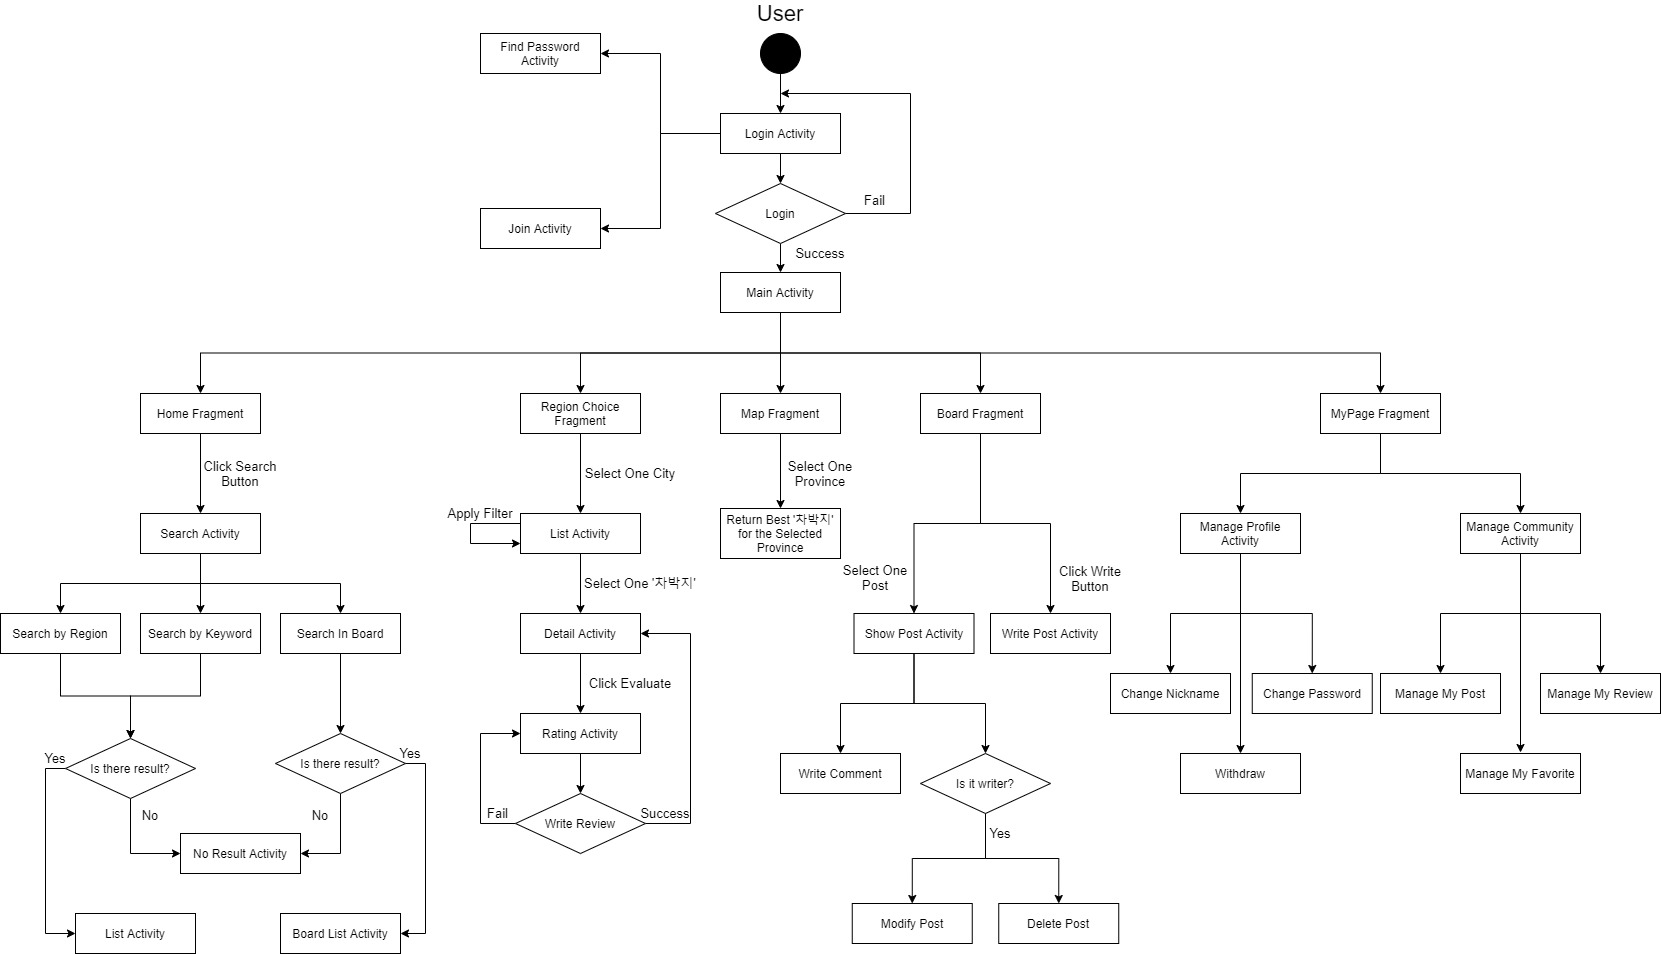 User
Find Password
Activity
Login Activity
Login
Fail
Join Activity
Success
Main Activity
Home Fragment
Region Choice
Fragment
Map Fragment
Board Fragment
MyPage Fragment
Click Search
Button
Select One City
Select One
Province
Apply Filter
Search Activity
List Activity
Return Best '차박지'
for the Selected
Province
Manage Profile
Activity
Manage Community
Activity
Select One '차박지'
Select One
Post
Click Write
Button
Search by Region
Search by Keyword
Search In Board
Detail Activity
Show Post Activity
Write Post Activity
Click Evaluate
Change Nickname
Change Password
Manage My Post
Manage My Review
Rating Activity
Yes
Is there result?
Is there result?
Yes
Write Comment
Is it writer?
Withdraw
Manage My Favorite
No
No
Fail
Write Review
Success
Yes
No Result Activity
List Activity
Board List Activity
Modify Post
Delete Post